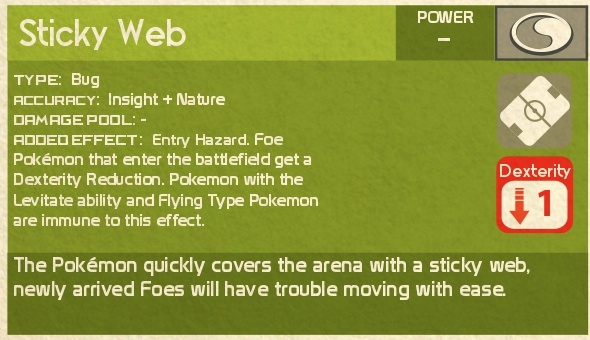 Sticky Web
POWER
–
TYPE: Bug
ACCURACY: Insight + Nature
DAMAGE POOL: -
ADDED EFFECT: Entry Hazard. Foe
Pokémon that enter the battlefield get a
Dexterity Reduction. Pokemon with the
Levitate ability and Flying Type Pokemon
are immune to this effect.
Dexterity
1
The Pokémon quickly covers the arena with a sticky web,
newly arrived Foes will have trouble moving with ease.